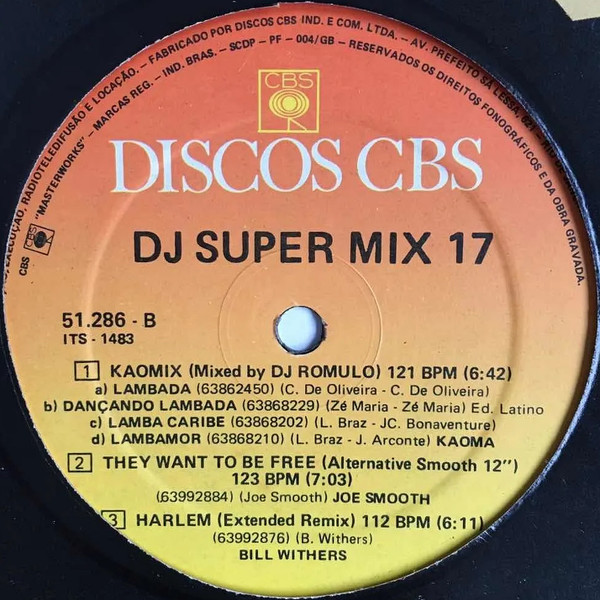 FABRICADO POR DISCOS CBS IND. E COM. LTDA. – AV. PREFEITO SÁ LESSA, 621
EXECUÇÃO, RADIOTELEDIFUSÃO E LOCAÇÃO. – RESERVADOS OS DIREITOS FONOGRÁFICOS E DA OBRA GRAVADA.
CBS "MASTERWORKS" – MARCAS REG. – IND. BRAS. – SCDP – PF – 004/GB –
CBS
DISCOS CBS
DJ SUPER MIX 17
51.286 - B
ITS - 1483
1 KAOMIX (Mixed by DJ ROMULO) 121 BPM (6:42)
a) LAMBADA (63862450) (C. De Oliveira - C. De Oliveira)
b) DANÇANDO LAMBADA (63868229) (Zé Maria - Zé Maria) Ed. Latino
c) LAMBA CARIBE (63868202) (L. Braz - JC. Bonaventure)
d) LAMBAMOR (63868210) (L. Braz - J. Arconte) KAOMA
2 THEY WANT TO BE FREE (Alternative Smooth 12")
123 BPM (7:03)
(63992884) (Joe Smooth) JOE SMOOTH
3 HARLEM (Extended Remix) 112 BPM (6:11)
(63992876) (B. Withers)
BILL WITHERS